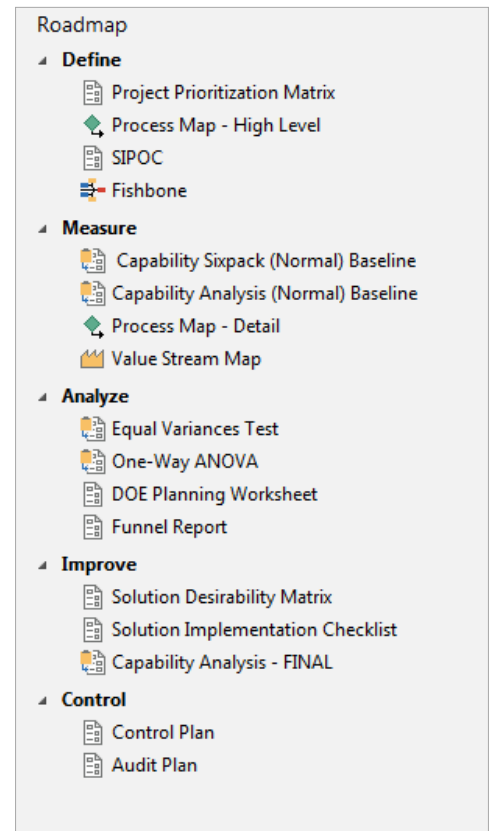 Roadmap
Define
Project Prioritization Matrix
Process Map - High Level
SIPOC
Fishbone
Measure
Capability Sixpack (Normal) Baseline
Capability Analysis (Normal) Baseline
Process Map - Detail
Value Stream Map
Analyze
Equal Variances Test
One-Way ANOVA
DOE Planning Worksheet
Funnel Report
Improve
Solution Desirability Matrix
Solution Implementation Checklist
Capability Analysis - FINAL
Control
Control Plan
Audit Plan